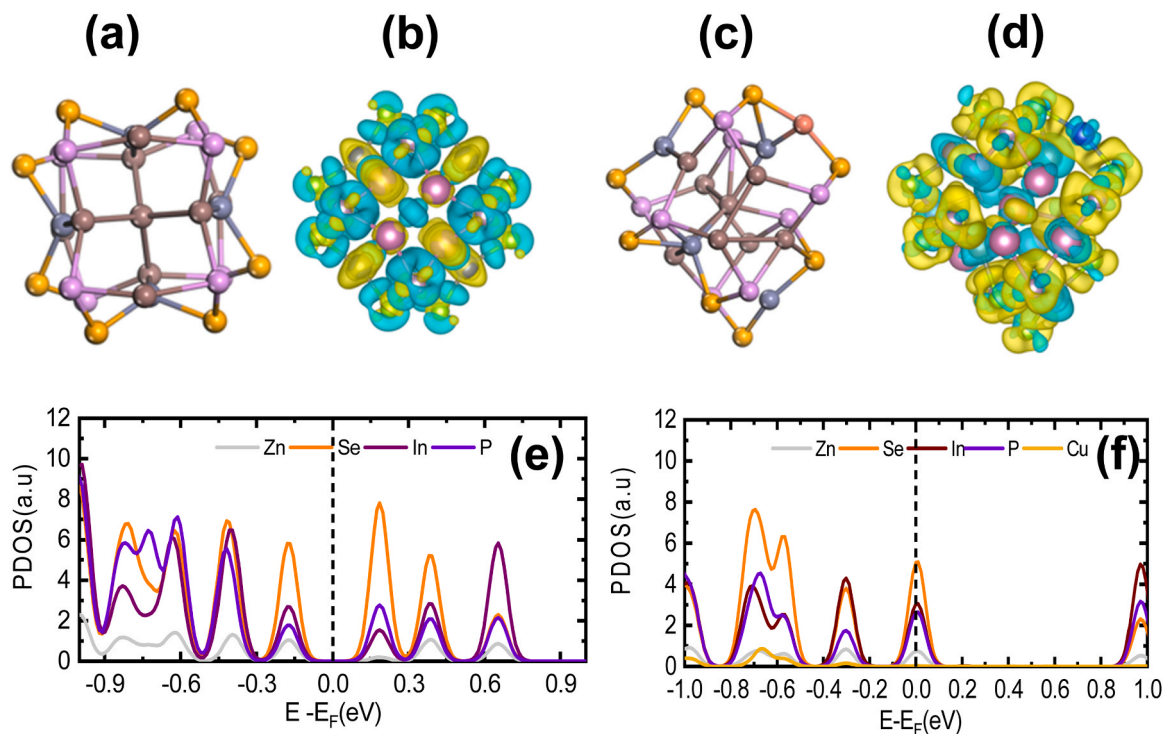 (a) (b) (c) (d)
12
10
8
6
4
2
0
PDOS(a.u)
Zn Se In P
(e)
-0.9 -0.6 -0.3 0.0 0.3 0.6 0.9
E -EF(eV)
12
10
8
6
4
2
0
PDOS(a.u)
Zn Se In P Cu
(f)
-1.0 -0.8 -0.6 -0.4 -0.2 0.0 0.2 0.4 0.6 0.8 1.0
E-EF(eV)